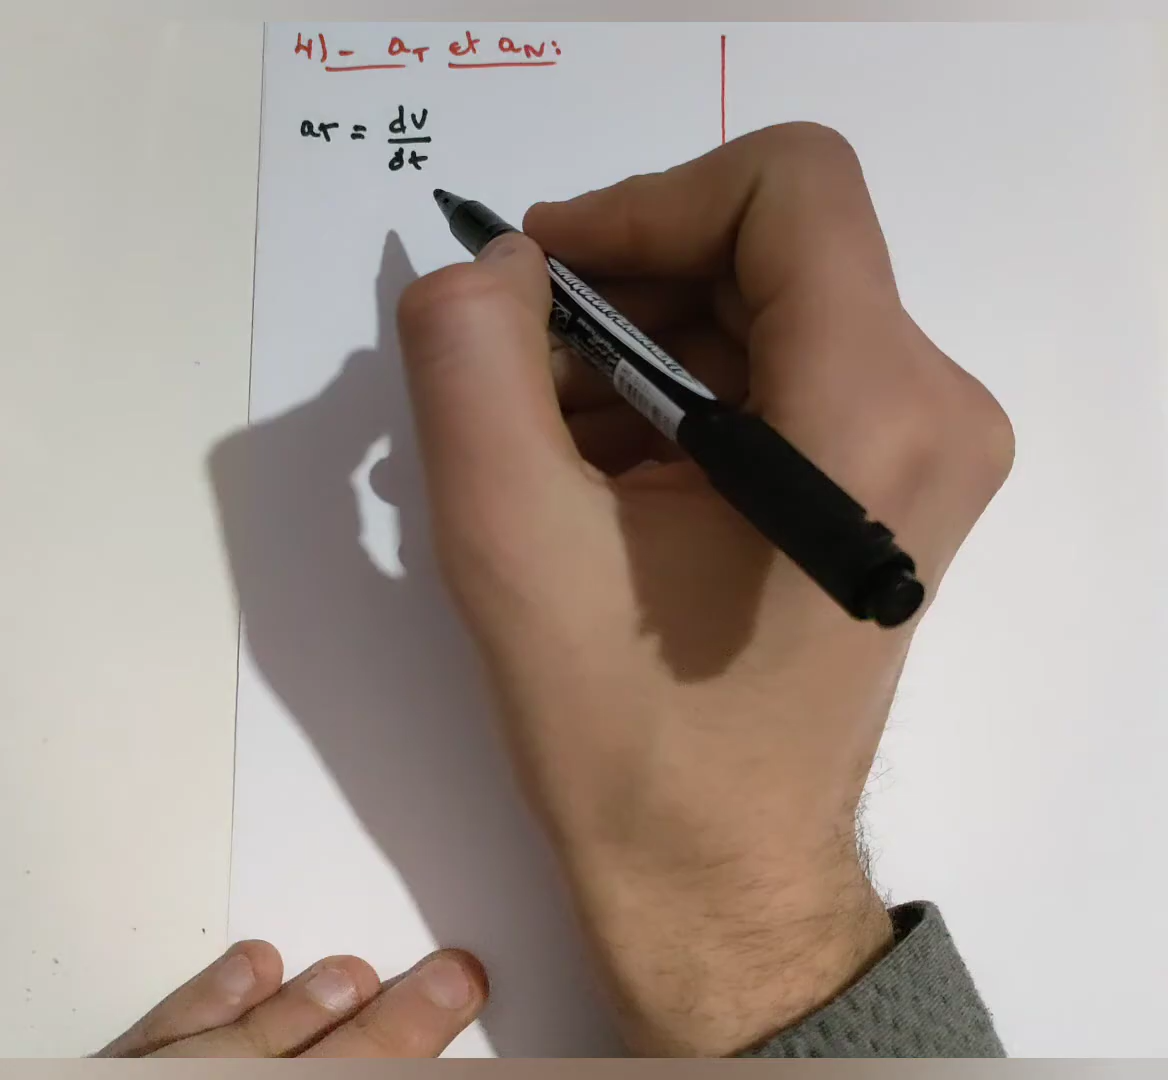 4) - aT et aN:
aT = dV/dt